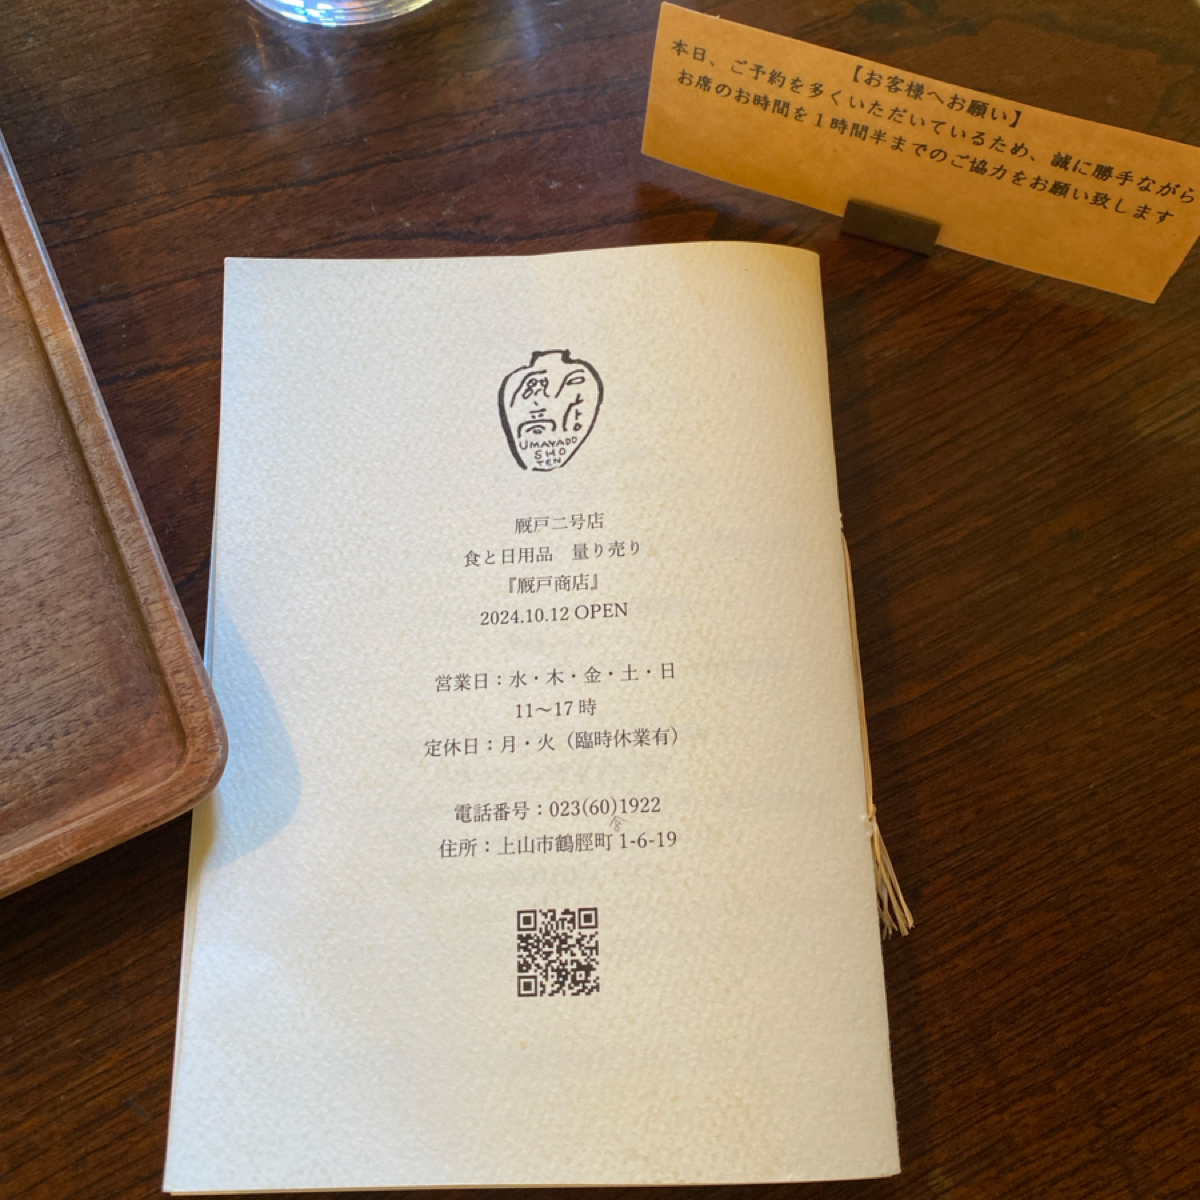 【お客様へお願い】
本日、ご予約を多くいただいているため、誠に勝手ながら
お席のお時間を１時間半までのご協力をお願い致します
厩戸
商店
UMAYADO
SHO
TEN
厩戸二号店
食と日用品　量り売り
『厩戸商店』
2024.10.12 OPEN
営業日：水・木・金・土・日
11～17 時
定休日：月・火（臨時休業有）
電話番号：023(60)1922
住所：上山市鶴脛町 1-6-19